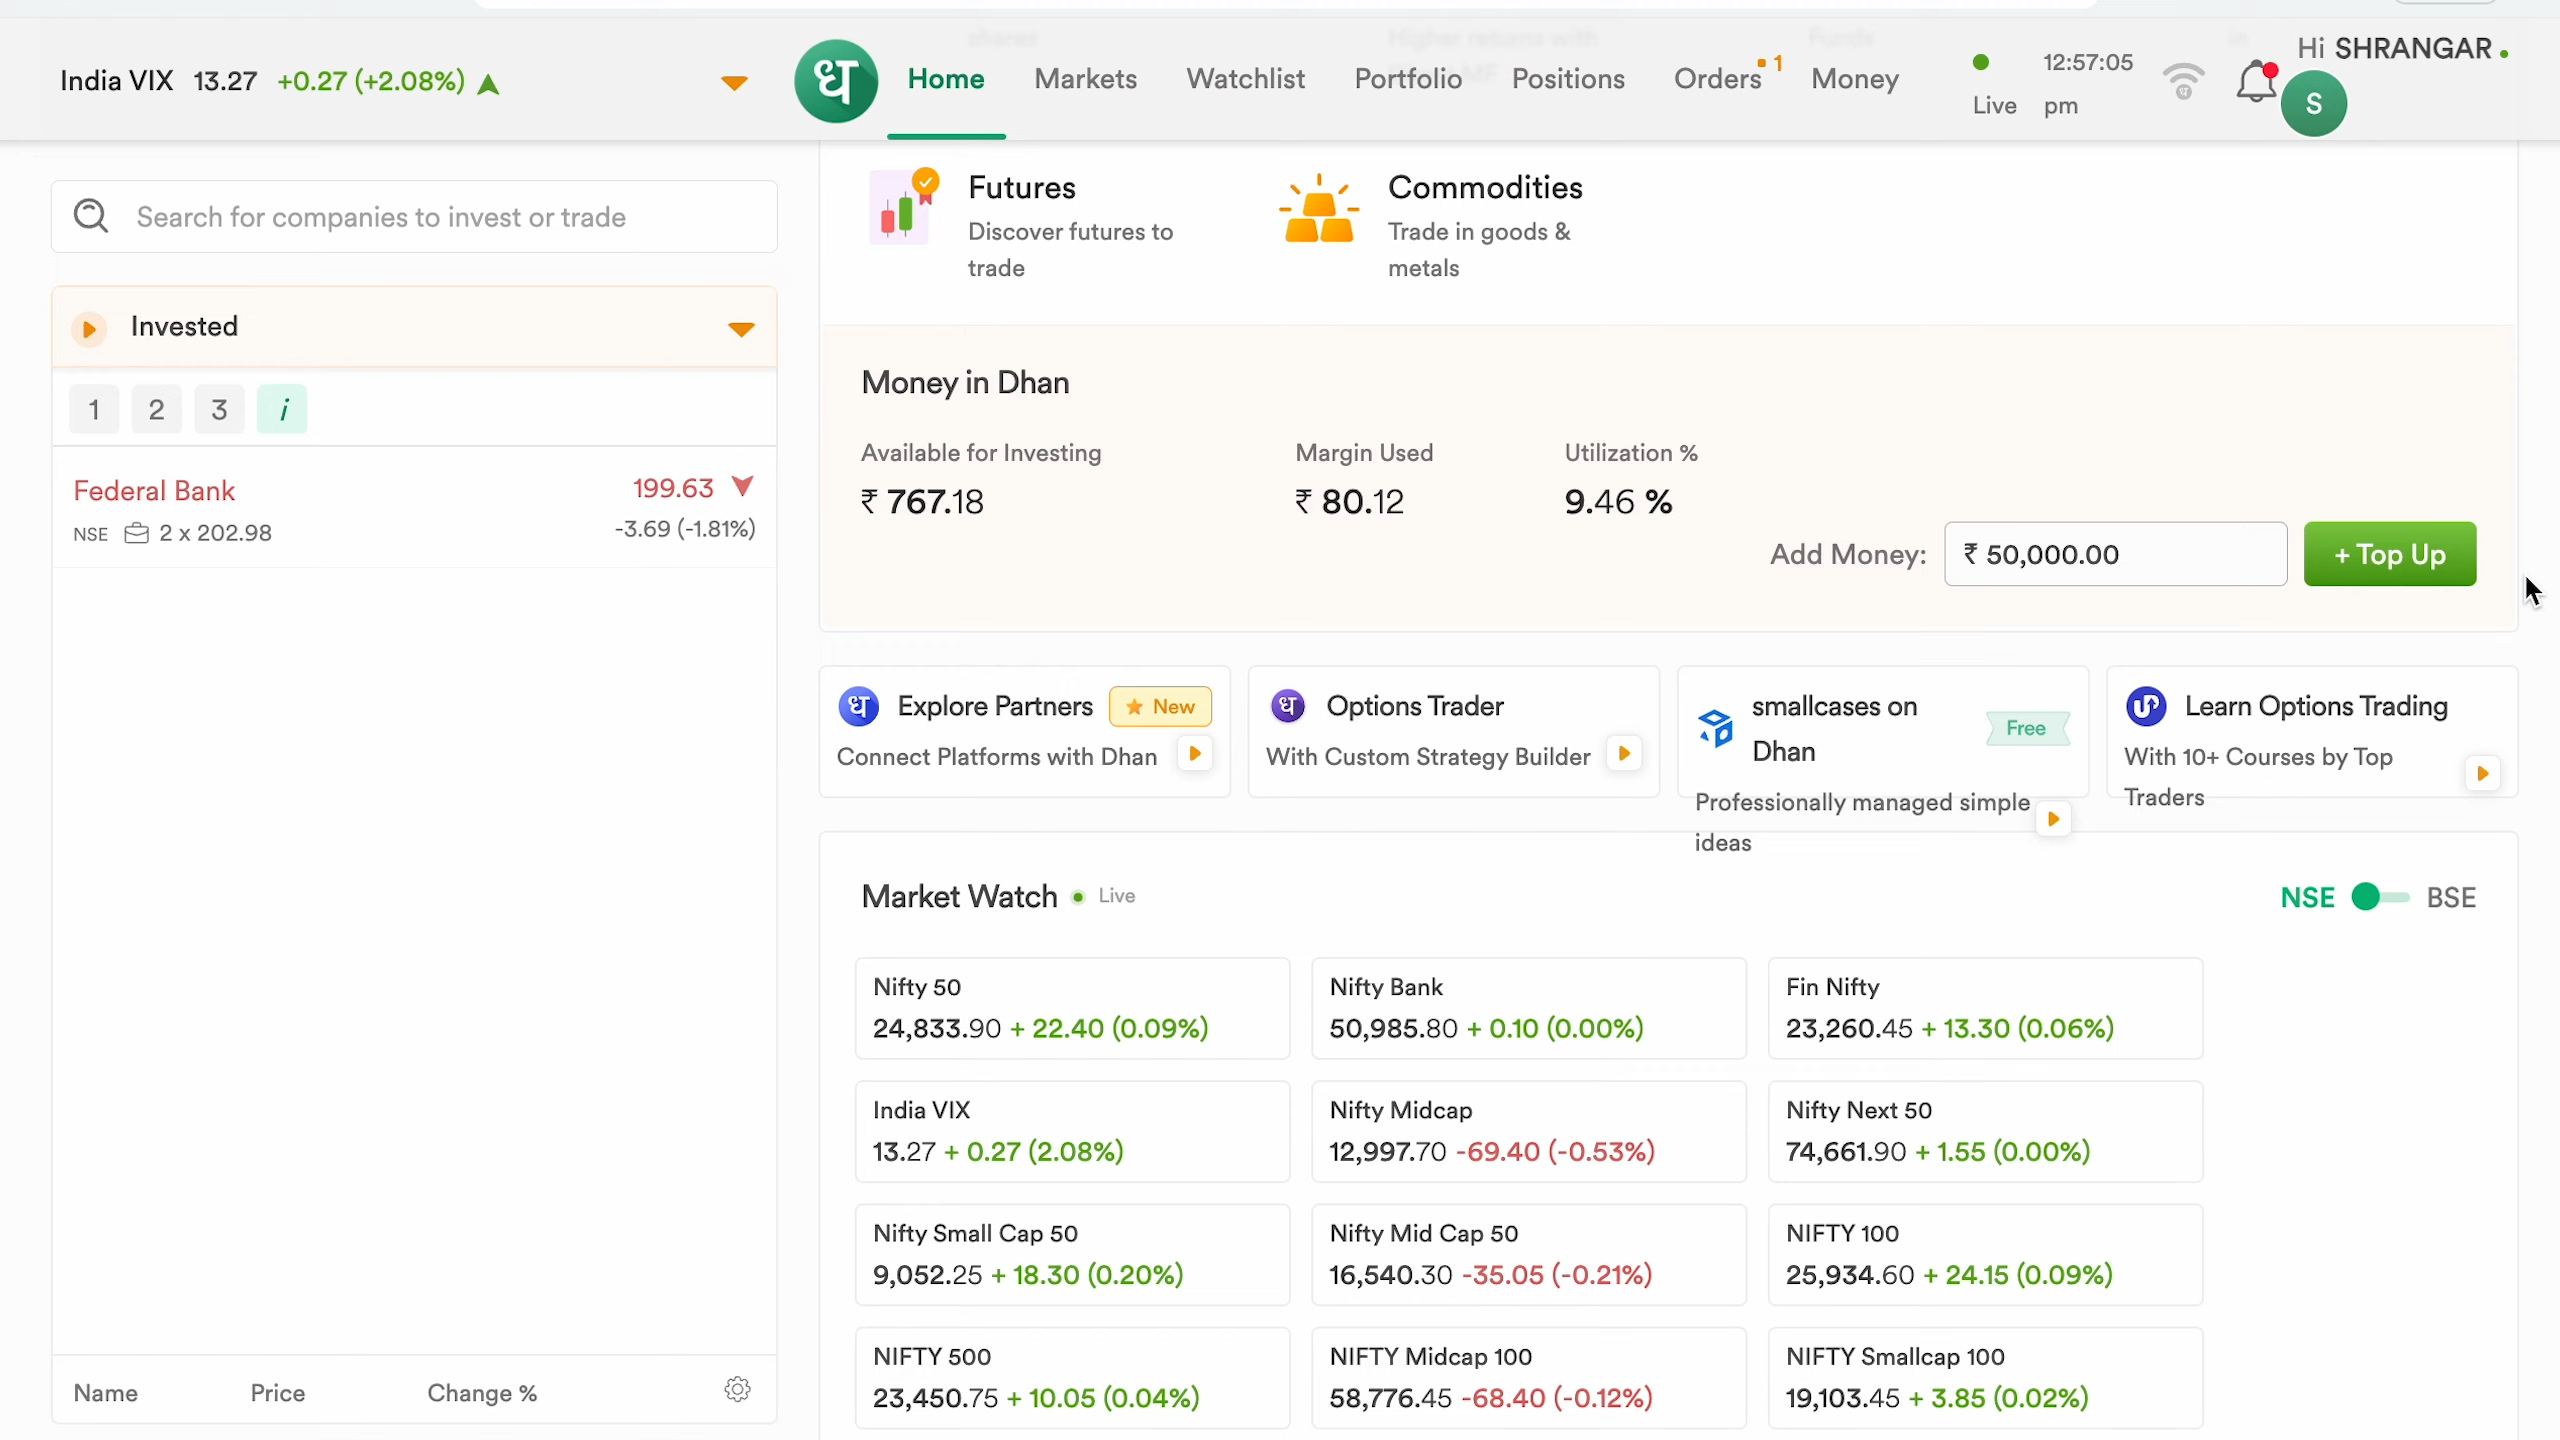 India VIX 13.27 +0.27 (+2.08%)
ध
Home Markets Watchlist Portfolio Positions Orders 1 Money
Live
12:57:05
pm
Hi SHRANGAR
S
Search for companies to invest or trade
Invested
1 2 3 i
Federal Bank 199.63
NSE 2 x 202.98 -3.69 (-1.81%)
Name Price Change %
Futures
Discover futures to
trade
Commodities
Trade in goods &
metals
Money in Dhan
Available for Investing Margin Used Utilization %
₹ 767.18 ₹ 80.12 9.46 %
Add Money: ₹ 50,000.00 + Top Up
ध Explore Partners New
Connect Platforms with Dhan
ध Options Trader
With Custom Strategy Builder
smallcases on
Dhan
Free
Professionally managed simple
ideas
Learn Options Trading
With 10+ Courses by Top
Traders
Market Watch Live
NSE BSE
Nifty 50
24,833.90 + 22.40 (0.09%)
Nifty Bank
50,985.80 + 0.10 (0.00%)
Fin Nifty
23,260.45 + 13.30 (0.06%)
India VIX
13.27 + 0.27 (2.08%)
Nifty Midcap
12,997.70 -69.40 (-0.53%)
Nifty Next 50
74,661.90 + 1.55 (0.00%)
Nifty Small Cap 50
9,052.25 + 18.30 (0.20%)
Nifty Mid Cap 50
16,540.30 -35.05 (-0.21%)
NIFTY 100
25,934.60 + 24.15 (0.09%)
NIFTY 500
23,450.75 + 10.05 (0.04%)
NIFTY Midcap 100
58,776.45 -68.40 (-0.12%)
NIFTY Smallcap 100
19,103.45 + 3.85 (0.02%)